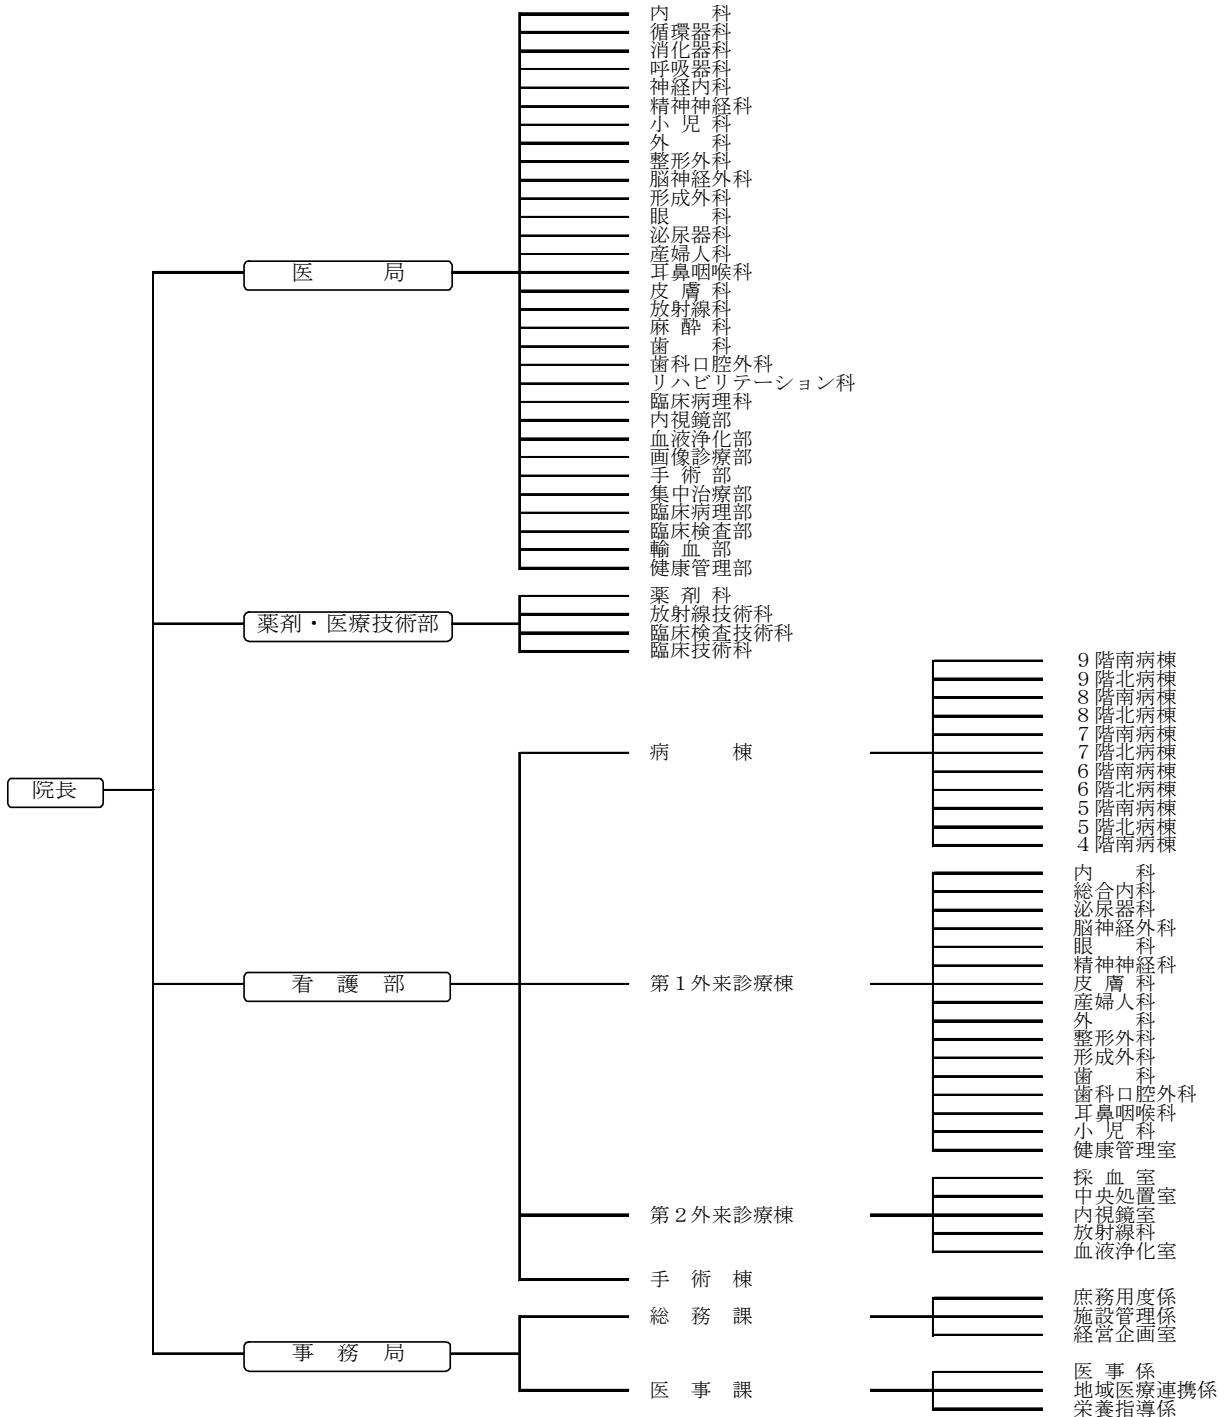 内　　科
循環器科
消化器科
呼吸器科
神経内科
精神神経科
小 児 科
外　　科
整形外科
脳神経外科
形成外科
眼　　科
泌尿器科
産婦人科
医　　　局
耳鼻咽喉科
皮 膚 科
放射線科
麻 酔 科
歯　　科
歯科口腔外科
リハビリテーション科
臨床病理科
内視鏡部
血液浄化部
画像診療部
手 術 部
集中治療部
臨床病理部
臨床検査部
輸 血 部
健康管理部
薬剤・医療技術部
薬 剤 科
放射線技術科
臨床検査技術科
臨床技術科
院長
看　護　部
病　　　棟
9階南病棟
9階北病棟
8階南病棟
8階北病棟
7階南病棟
7階北病棟
6階南病棟
6階北病棟
5階南病棟
5階北病棟
4階南病棟
第1外来診療棟
内　　科
総合内科
泌尿器科
脳神経外科
眼　　科
精神神経科
皮 膚 科
産婦人科
外　　科
整形外科
形成外科
歯　　科
歯科口腔外科
耳鼻咽喉科
小 児 科
健康管理室
第2外来診療棟
採 血 室
中央処置室
内視鏡室
放射線科
血液浄化室
手　術　棟
事　務　局
総　務　課
庶務用度係
施設管理係
経営企画室
医　事　課
医 事 係
地域医療連携係
栄養指導係